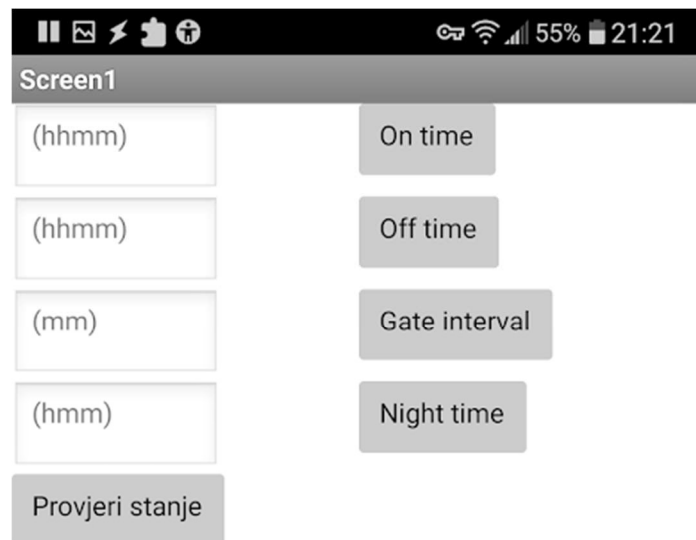 55% 21:21
Screen1
(hhmm) On time
(hhmm) Off time
(mm) Gate interval
(hmm) Night time
Provjeri stanje